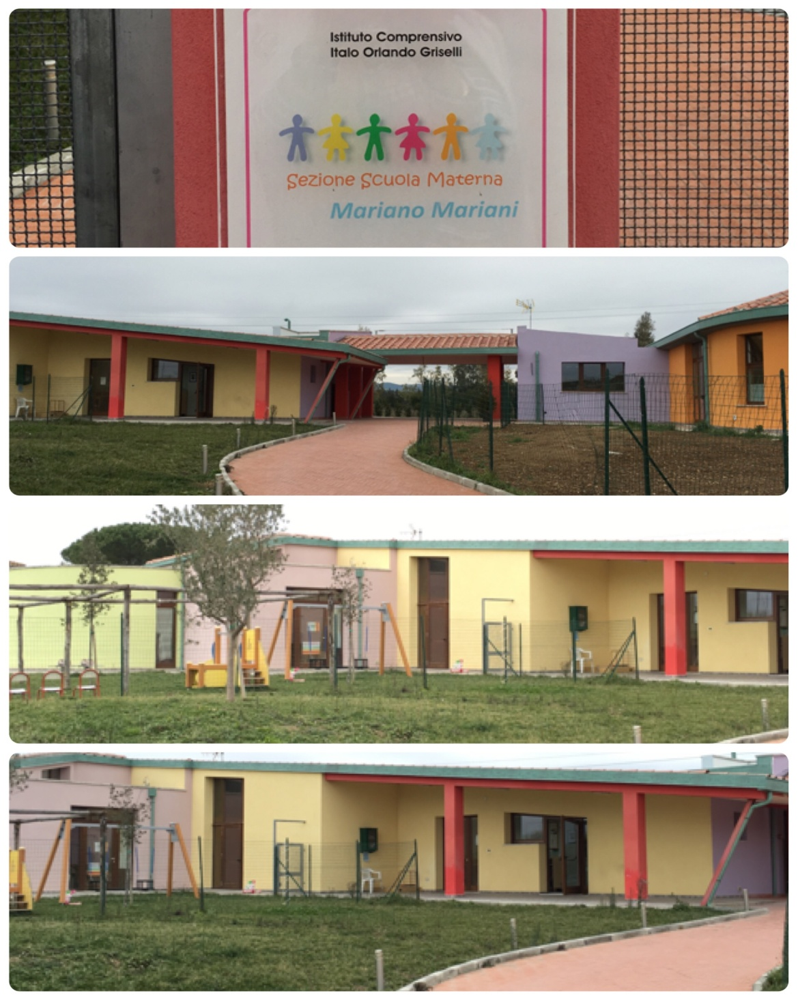 Istituto Comprensivo
Italo Orlando Griselli
Sezione Scuola Materna
Mariano Mariani